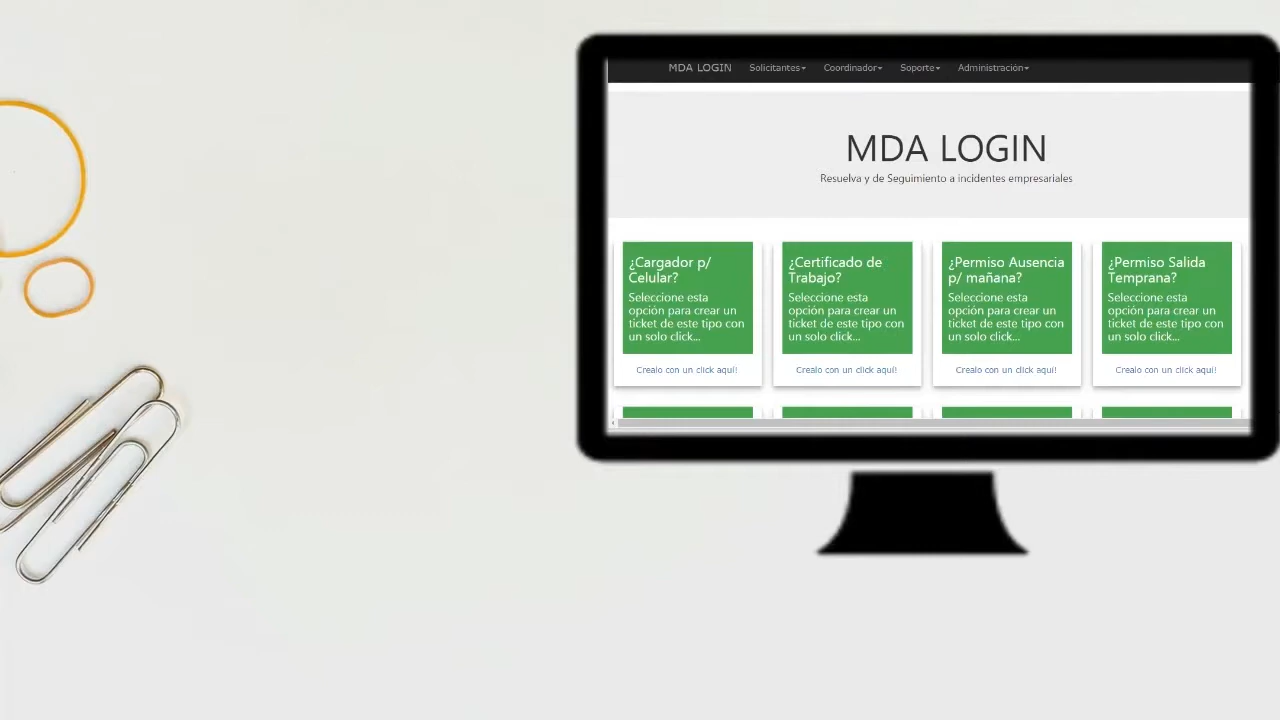 MDA LOGIN Solicitantes Coordinador Soporte Administración
MDA LOGIN
Resuelva y de Seguimiento a incidentes empresariales
¿Cargador p/
Celular?
Seleccione esta
opción para crear un
ticket de este tipo con
un solo click...
Crealo con un click aquí!
¿Certificado de
Trabajo?
Seleccione esta
opción para crear un
ticket de este tipo con
un solo click...
Crealo con un click aquí!
¿Permiso Ausencia
p/ mañana?
Seleccione esta
opción para crear un
ticket de este tipo con
un solo click...
Crealo con un click aquí!
¿Permiso Salida
Temprana?
Seleccione esta
opción para crear un
ticket de este tipo con
un solo click...
Crealo con un click aquí!